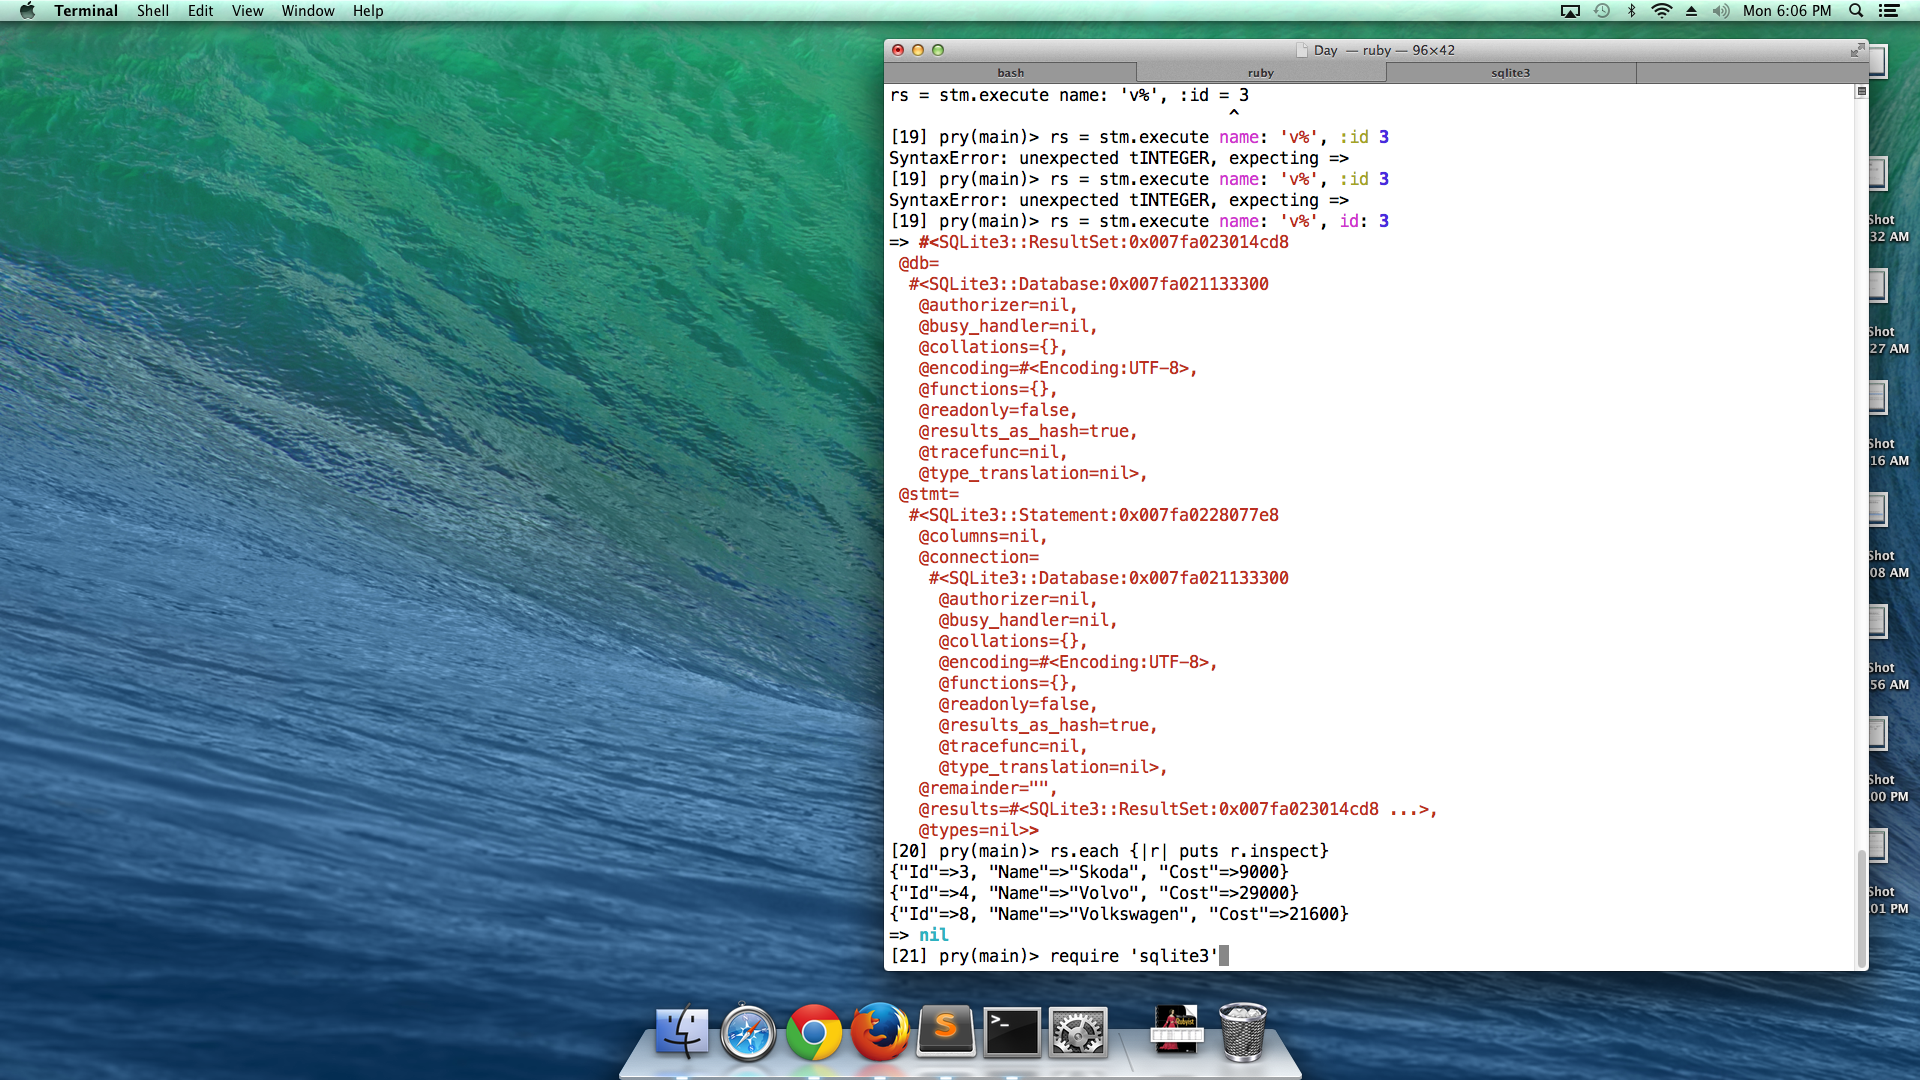 Terminal Shell Edit View Window Help Mon 6:06 PM
Day — ruby — 96×42
bash ruby sqlite3
rs = stm.execute name: 'v%', :id = 3
^
[19] pry(main)> rs = stm.execute name: 'v%', :id 3
SyntaxError: unexpected tINTEGER, expecting =>
[19] pry(main)> rs = stm.execute name: 'v%', :id 3
SyntaxError: unexpected tINTEGER, expecting =>
[19] pry(main)> rs = stm.execute name: 'v%', id: 3
=> #<SQLite3::ResultSet:0x007fa023014cd8
@db=
#<SQLite3::Database:0x007fa021133300
@authorizer=nil,
@busy_handler=nil,
@collations={},
@encoding=#<Encoding:UTF-8>,
@functions={},
@readonly=false,
@results_as_hash=true,
@tracefunc=nil,
@type_translation=nil>,
@stmt=
#<SQLite3::Statement:0x007fa0228077e8
@columns=nil,
@connection=
#<SQLite3::Database:0x007fa021133300
@authorizer=nil,
@busy_handler=nil,
@collations={},
@encoding=#<Encoding:UTF-8>,
@functions={},
@readonly=false,
@results_as_hash=true,
@tracefunc=nil,
@type_translation=nil>,
@remainder="",
@results=#<SQLite3::ResultSet:0x007fa023014cd8 ...>,
@types=nil>>
[20] pry(main)> rs.each {|r| puts r.inspect}
{"Id"=>3, "Name"=>"Skoda", "Cost"=>9000}
{"Id"=>4, "Name"=>"Volvo", "Cost"=>29000}
{"Id"=>8, "Name"=>"Volkswagen", "Cost"=>21600}
=> nil
[21] pry(main)> require 'sqlite3'
Shot
32 AM
Shot
27 AM
Shot
16 AM
Shot
08 AM
Shot
56 AM
Shot
00 PM
Shot
01 PM